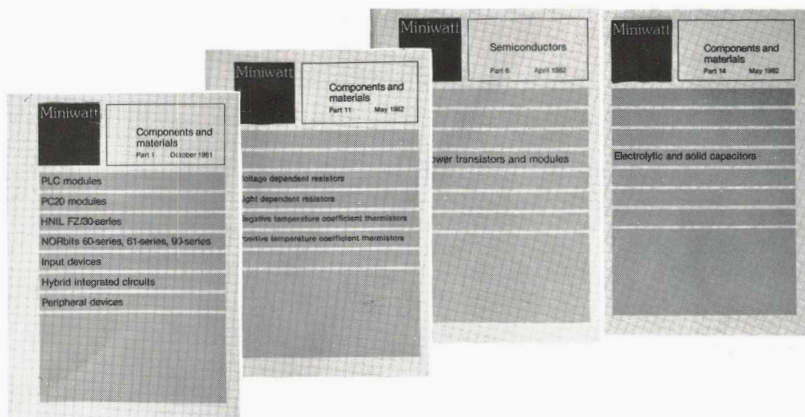 Miniwatt
Components and
materials
Part 1 October 1981
PLC modules
PC20 modules
HNIL FZ/30-series
NORbits 60-series, 61-series, 90-series
Input devices
Hybrid integrated circuits
Peripheral devices
Miniwatt
Components and
materials
Part 11 May 1982
Voltage dependent resistors
Light dependent resistors
Negative temperature coefficient thermistors
Positive temperature coefficient thermistors
Miniwatt
Semiconductors
Part 6 April 1982
ower transistors and modules
Miniwatt
Components and
materials
Part 14 May 1982
Electrolytic and solid capacitors